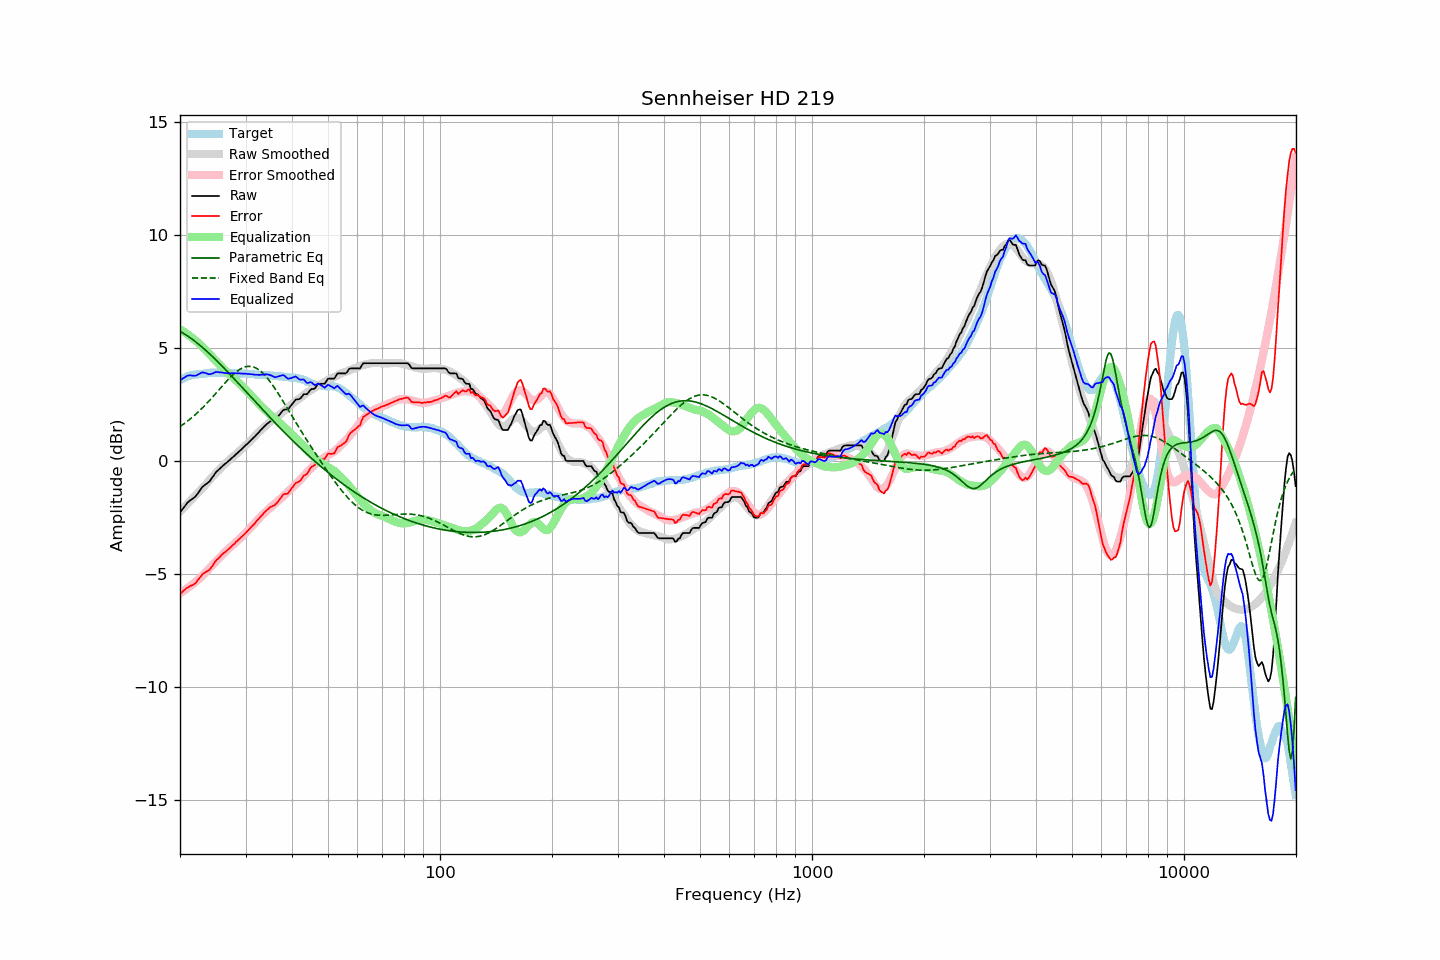 Sennheiser HD 219
15
10
5
0
−5
−10
−15
Amplitude (dBr)
Target
Raw Smoothed
Error Smoothed
Raw
Error
Equalization
Parametric Eq
Fixed Band Eq
Equalized
100
1000
10000
Frequency (Hz)